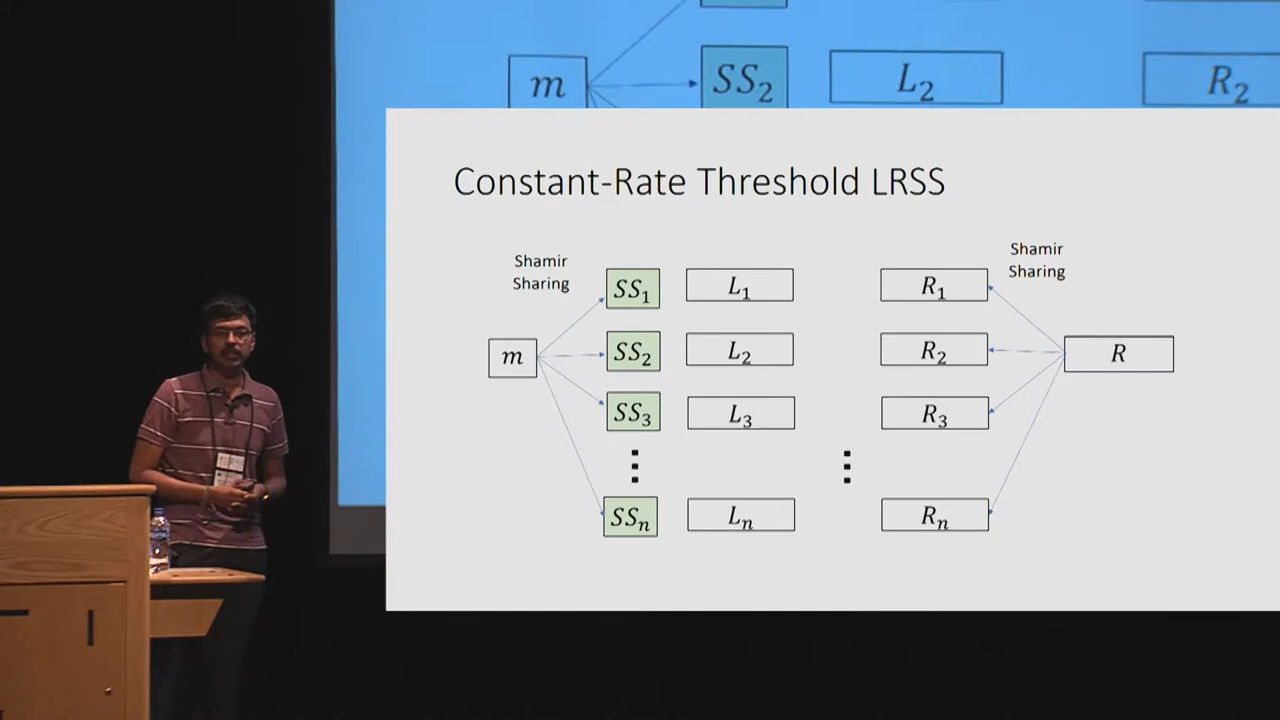 m
SS₂
L₂
R₂
Constant-Rate Threshold LRSS
Shamir
Sharing
Shamir
Sharing
SS₁
L₁
R₁
m
SS₂
L₂
R₂
R
SS₃
L₃
R₃
SSₙ
Lₙ
Rₙ